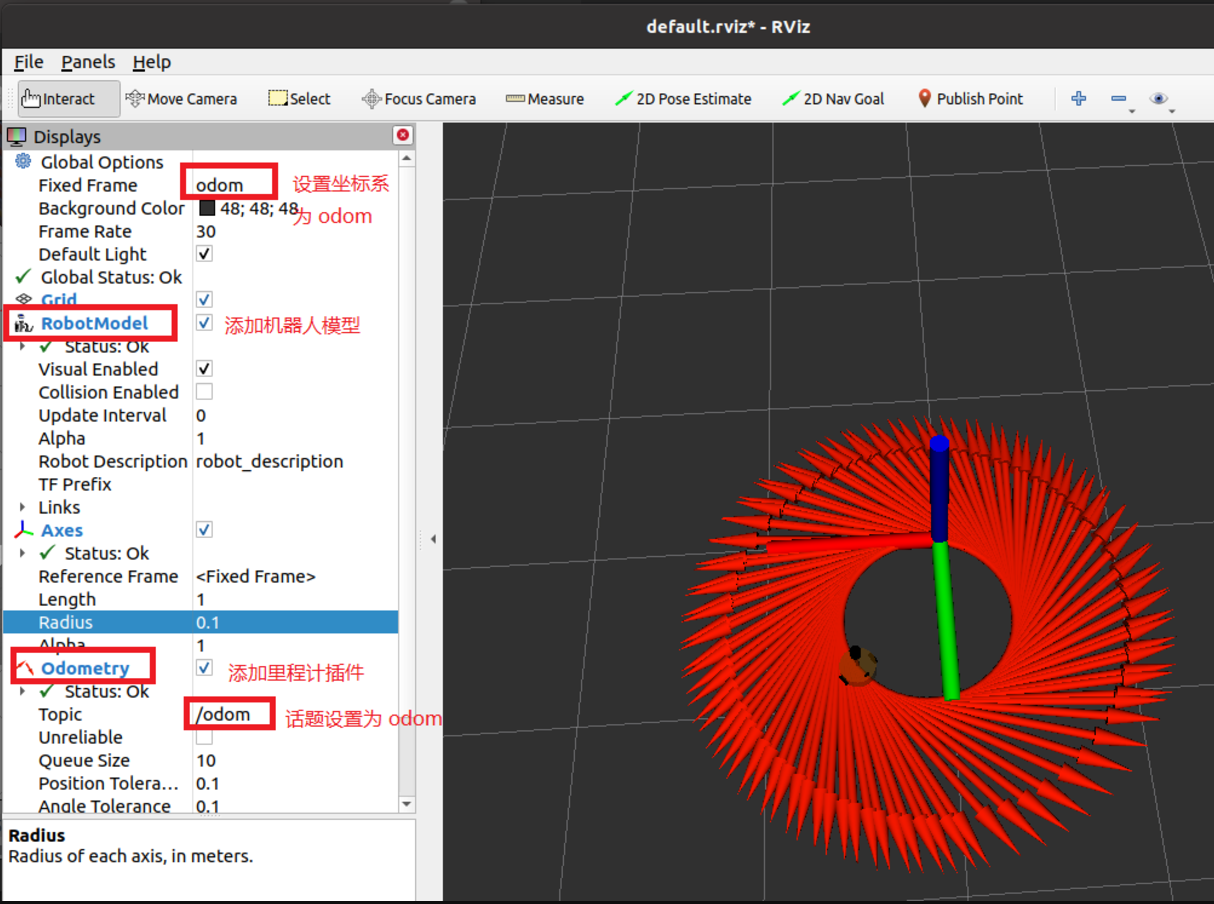 default.rviz* - RViz
File Panels Help
Interact Move Camera Select Focus Camera Measure 2D Pose Estimate 2D Nav Goal Publish Point
Displays
Global Options
Fixed Frame odom 设置坐标系
Background Color 48; 48; 48 为 odom
Frame Rate 30
Default Light
Global Status: Ok
Grid
RobotModel 添加机器人模型
Status: Ok
Visual Enabled
Collision Enabled
Update Interval 0
Alpha 1
Robot Description robot_description
TF Prefix
Links
Axes
Status: Ok
Reference Frame <Fixed Frame>
Length 1
Radius 0.1
Alpha 1
Odometry 添加里程计插件
Status: Ok
Topic /odom 话题设置为 odom
Unreliable
Queue Size 10
Position Tolera... 0.1
Angle Tolerance 0.1
Radius
Radius of each axis, in meters.